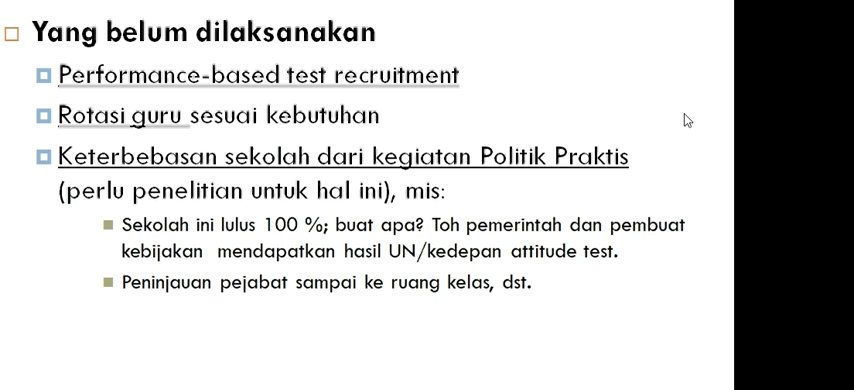 Yang belum dilaksanakan
Performance-based test recruitment
Rotasi guru sesuai kebutuhan
Keterbebasan sekolah dari kegiatan Politik Praktis
(perlu penelitian untuk hal ini), mis:
Sekolah ini lulus 100 %; buat apa? Toh pemerintah dan pembuat
kebijakan mendapatkan hasil UN/kedepan attitude test.
Peninjauan pejabat sampai ke ruang kelas, dst.